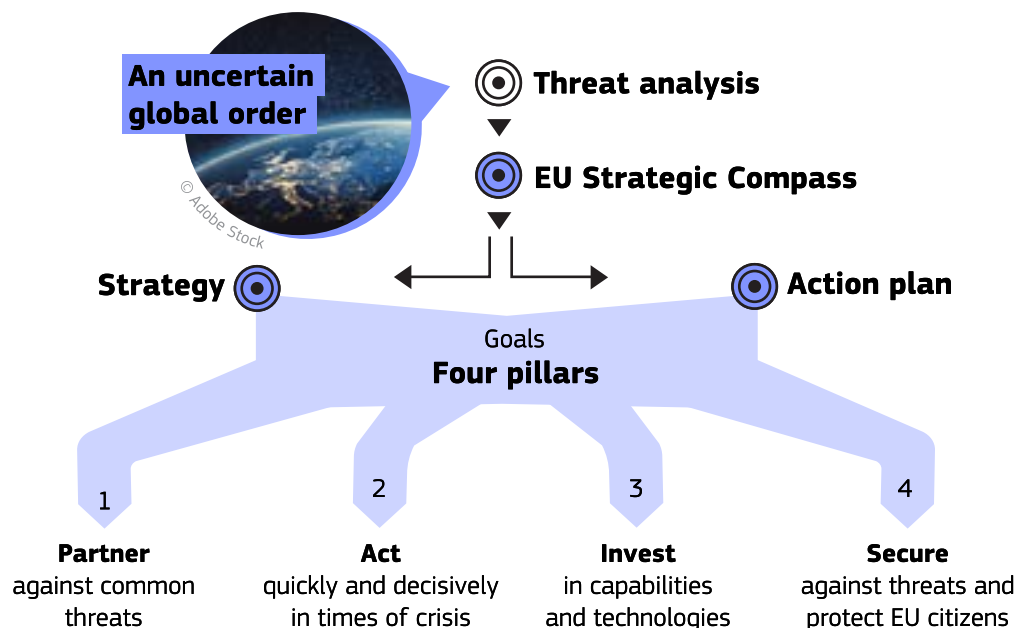 An uncertain
global order
© Adobe Stock
Threat analysis
EU Strategic Compass
Strategy
Action plan
Goals
Four pillars
1
Partner
against common
threats
2
Act
quickly and decisively
in times of crisis
3
Invest
in capabilities
and technologies
4
Secure
against threats and
protect EU citizens